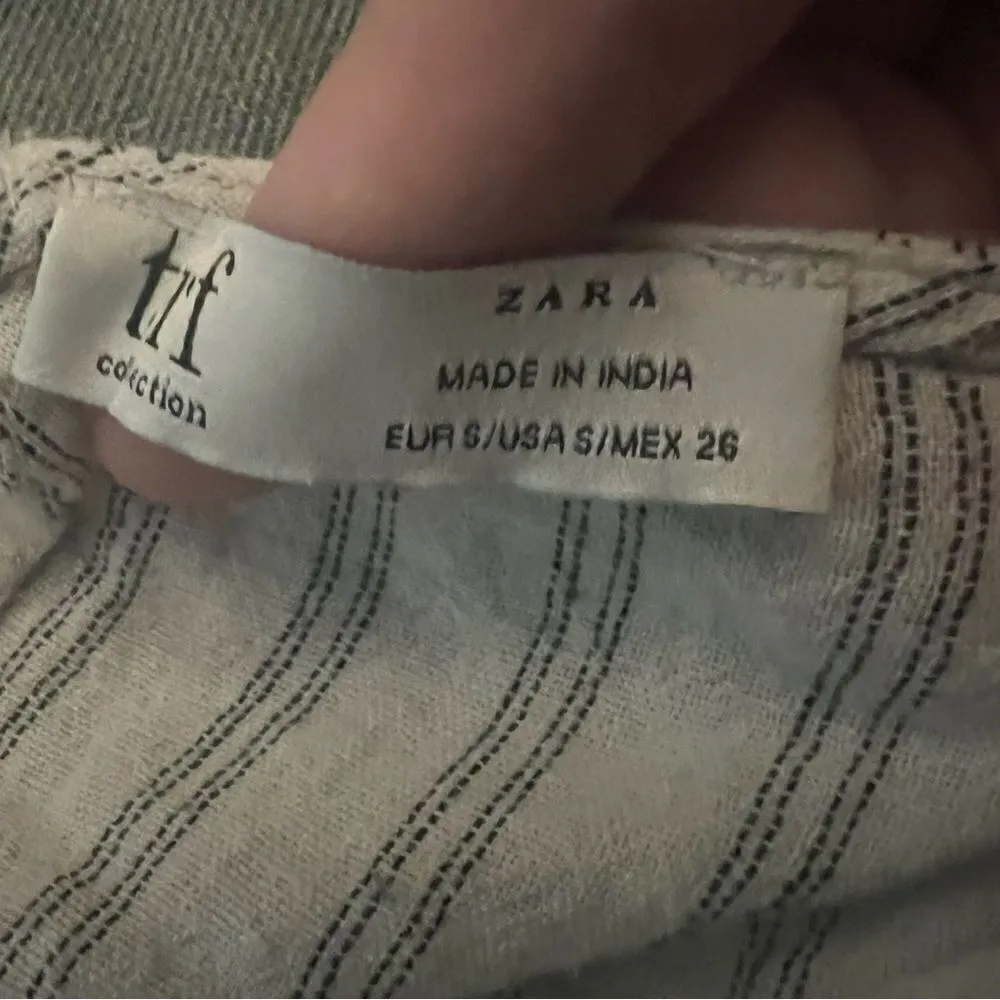 trf
collection
ZARA
MADE IN INDIA
EUR S/USA S/MEX 26